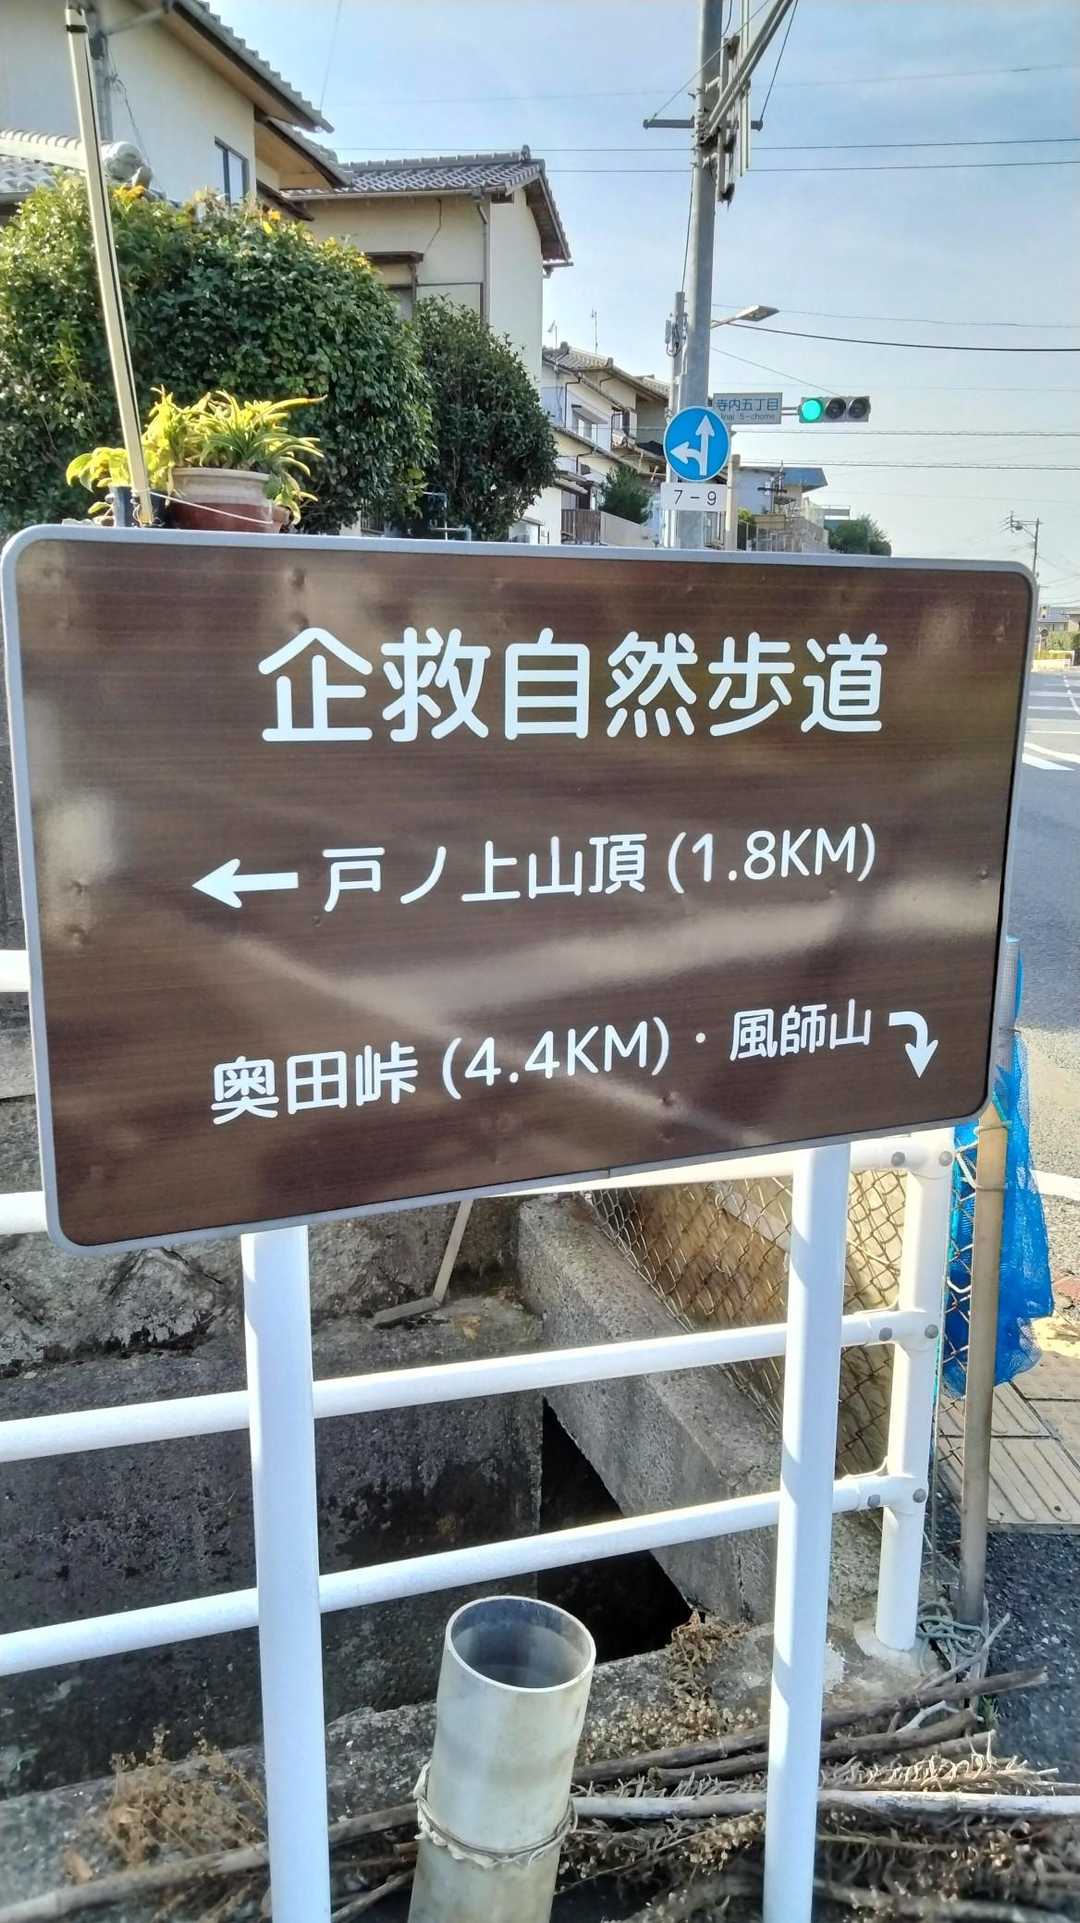 寺内五丁目
7-9
企救自然歩道
← 戸ノ上山頂 (1.8KM)
奥田峠 (4.4KM)・風師山 ⤵